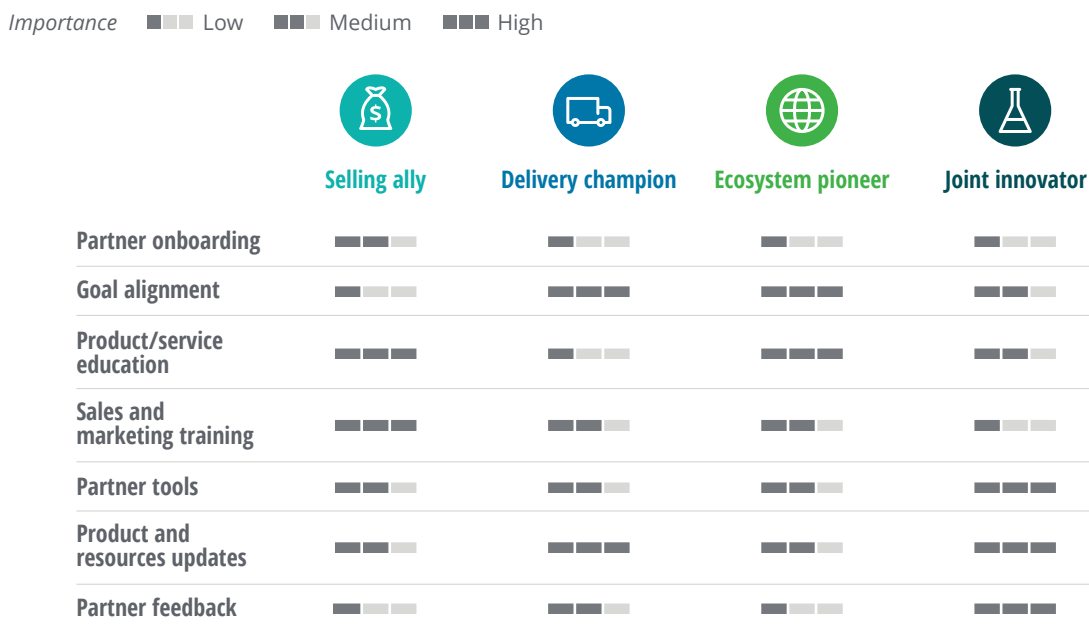 Importance Low Medium High
$
Selling ally Delivery champion Ecosystem pioneer Joint innovator
Partner onboarding
Goal alignment
Product/service
education
Sales and
marketing training
Partner tools
Product and
resources updates
Partner feedback